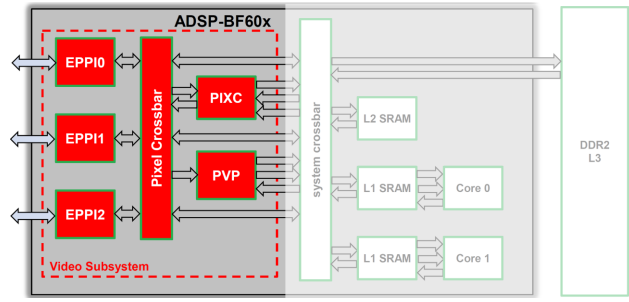 ADSP-BF60x
EPPI0
EPPI1
EPPI2
Pixel Crossbar
PIXC
PVP
Video Subsystem
system crossbar
L2 SRAM
L1 SRAM
Core 0
L1 SRAM
Core 1
DDR2
L3